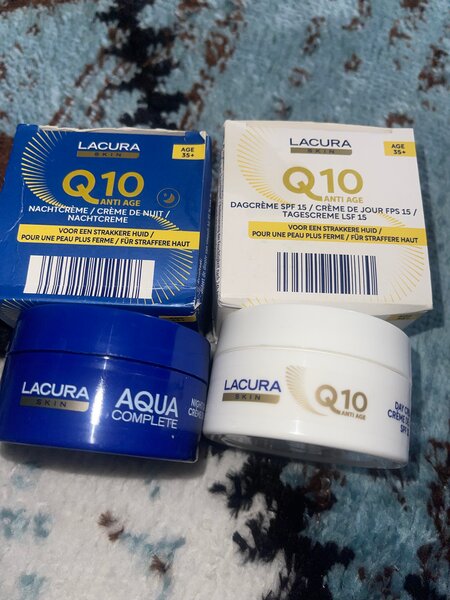 LACURA
SKIN
AGE
35+
Q10
ANTI AGE
NACHTCRÈME / CRÈME DE NUIT /
NACHTCREME
VOOR EEN STRAKKERE HUID /
POUR UNE PEAU PLUS FERME / FÜR STRAFFERE HAUT
LACURA
SKIN
AGE
35+
Q10
ANTI AGE
DAGCRÈME SPF 15 / CRÈME DE JOUR FPS 15 /
TAGESCREME LSF 15
VOOR EEN STRAKKERE HUID /
POUR UNE PEAU PLUS FERME / FÜR STRAFFERE HAUT
LACURA
SKIN
AQUA
COMPLETE
NIGHT
LACURA
SKIN
Q10
ANTI AGE
DAY